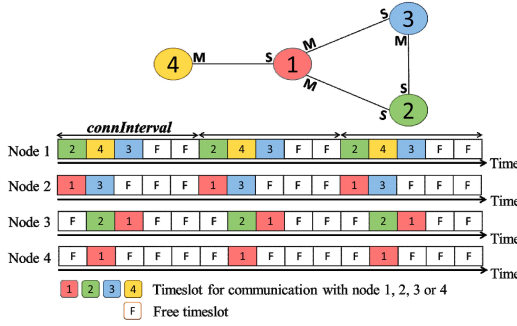 3
S
M
M
4
M
S
1
M
S
S
2
connInterval
Node 1
2 4 3 F F 2 4 3 F F 2 4 3 F F
Time
Node 2
1 3 F F F 1 3 F F F 1 3 F F F
Time
Node 3
F 2 1 F F F 2 1 F F F 2 1 F F
Time
Node 4
F 1 F F F F 1 F F F F 1 F F F
Time
1 2 3 4 Timeslot for communication with node 1, 2, 3 or 4
F Free timeslot